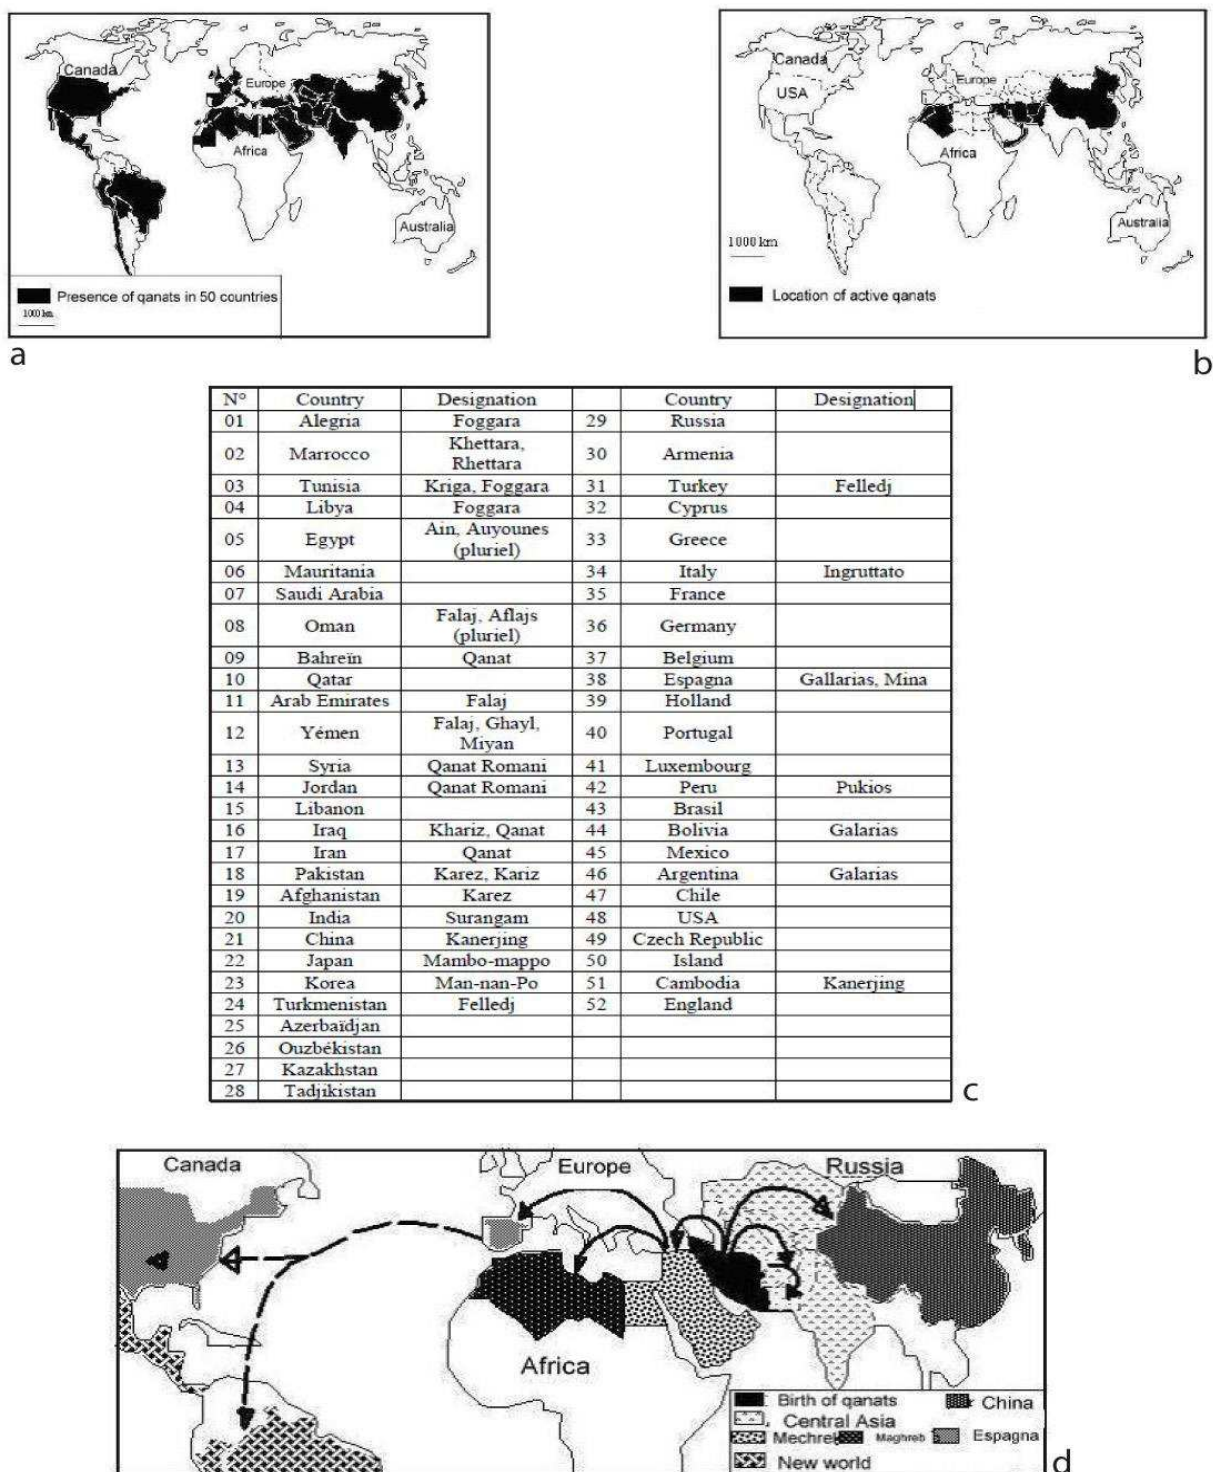 Canada
Europe
Africa
Australia
Presence of qanats in 50 countries
1000 km
a
Canada
USA
Europe
Africa
Australia
1000 km
Location of active qanats
b
N° Country Designation Country Designation
01 Alegria Foggara 29 Russia
02 Marrocco Khettara, Rhettara 30 Armenia
03 Tunisia Kriga, Foggara 31 Turkey Felledj
04 Libya Foggara 32 Cyprus
05 Egypt Ain, Auyounes (pluriel) 33 Greece
06 Mauritania 34 Italy Ingruttato
07 Saudi Arabia 35 France
08 Oman Falaj, Aflajs (pluriel) 36 Germany
09 Bahreïn Qanat 37 Belgium
10 Qatar 38 Espagna Gallarias, Mina
11 Arab Emirates Falaj 39 Holland
12 Yémen Falaj, Ghayl, Miyan 40 Portugal
13 Syria Qanat Romani 41 Luxembourg
14 Jordan Qanat Romani 42 Peru Pukios
15 Libanon 43 Brasil
16 Iraq Khariz, Qanat 44 Bolivia Galarias
17 Iran Qanat 45 Mexico
18 Pakistan Karez, Kariz 46 Argentina Galarias
19 Afghanistan Karez 47 Chile
20 India Surangam 48 USA
21 China Kanerjing 49 Czech Republic
22 Japan Mambo-mappo 50 Island
23 Korea Man-nan-Po 51 Cambodia Kanerjing
24 Turkmenistan Felledj 52 England
25 Azerbaïdjan
26 Ouzbékistan
27 Kazakhstan
28 Tadjikistan
c
Canada
Europe
Russia
Africa
Birth of qanats China
Central Asia
Mechrek Maghreb Espagna
New world
d